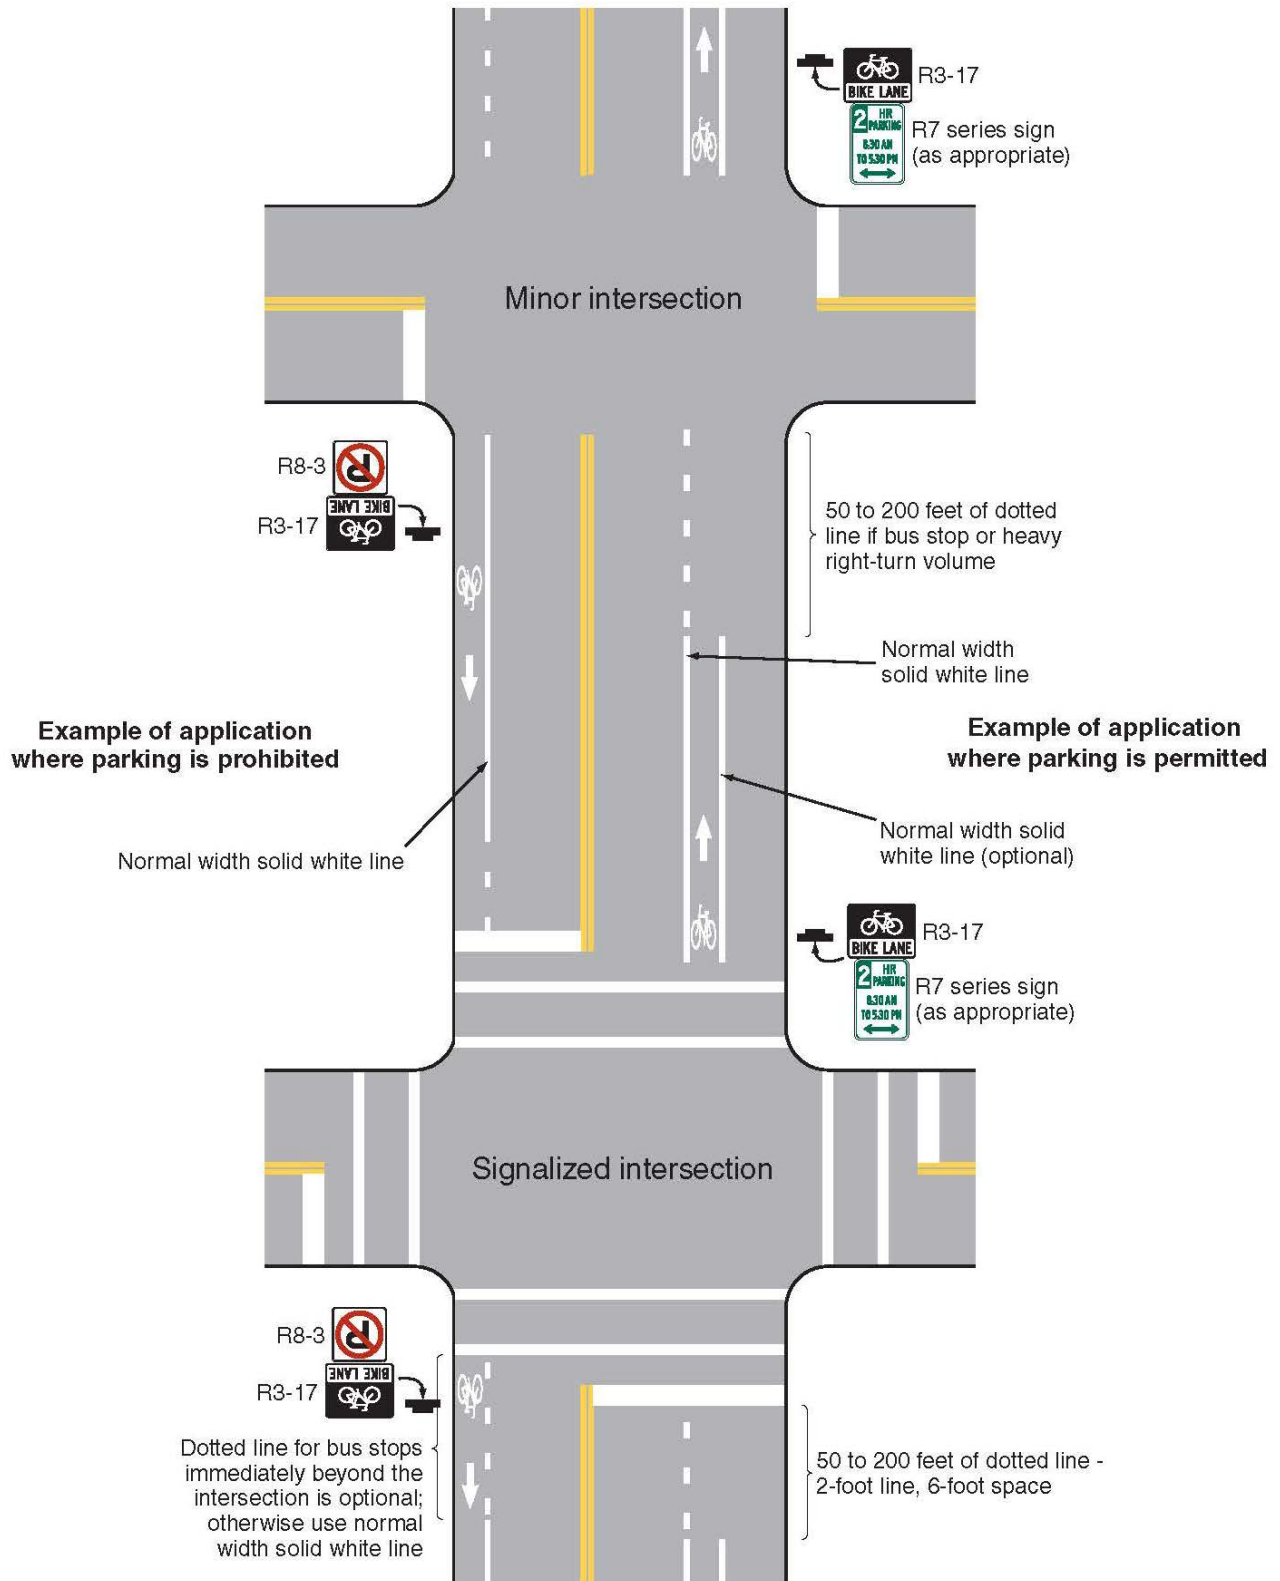 R3-17
BIKE LANE
2 HR
PARKING
8:30 AM
TO 5:30 PM
R7 series sign
(as appropriate)
Minor intersection
R8-3
P
BIKE LANE
R3-17
50 to 200 feet of dotted
line if bus stop or heavy
right-turn volume
Normal width
solid white line
Example of application
where parking is prohibited
Example of application
where parking is permitted
Normal width solid white line
Normal width solid
white line (optional)
R3-17
BIKE LANE
2 HR
PARKING
8:30 AM
TO 5:30 PM
R7 series sign
(as appropriate)
Signalized intersection
R8-3
P
BIKE LANE
R3-17
Dotted line for bus stops
immediately beyond the
intersection is optional;
otherwise use normal
width solid white line
50 to 200 feet of dotted line -
2-foot line, 6-foot space